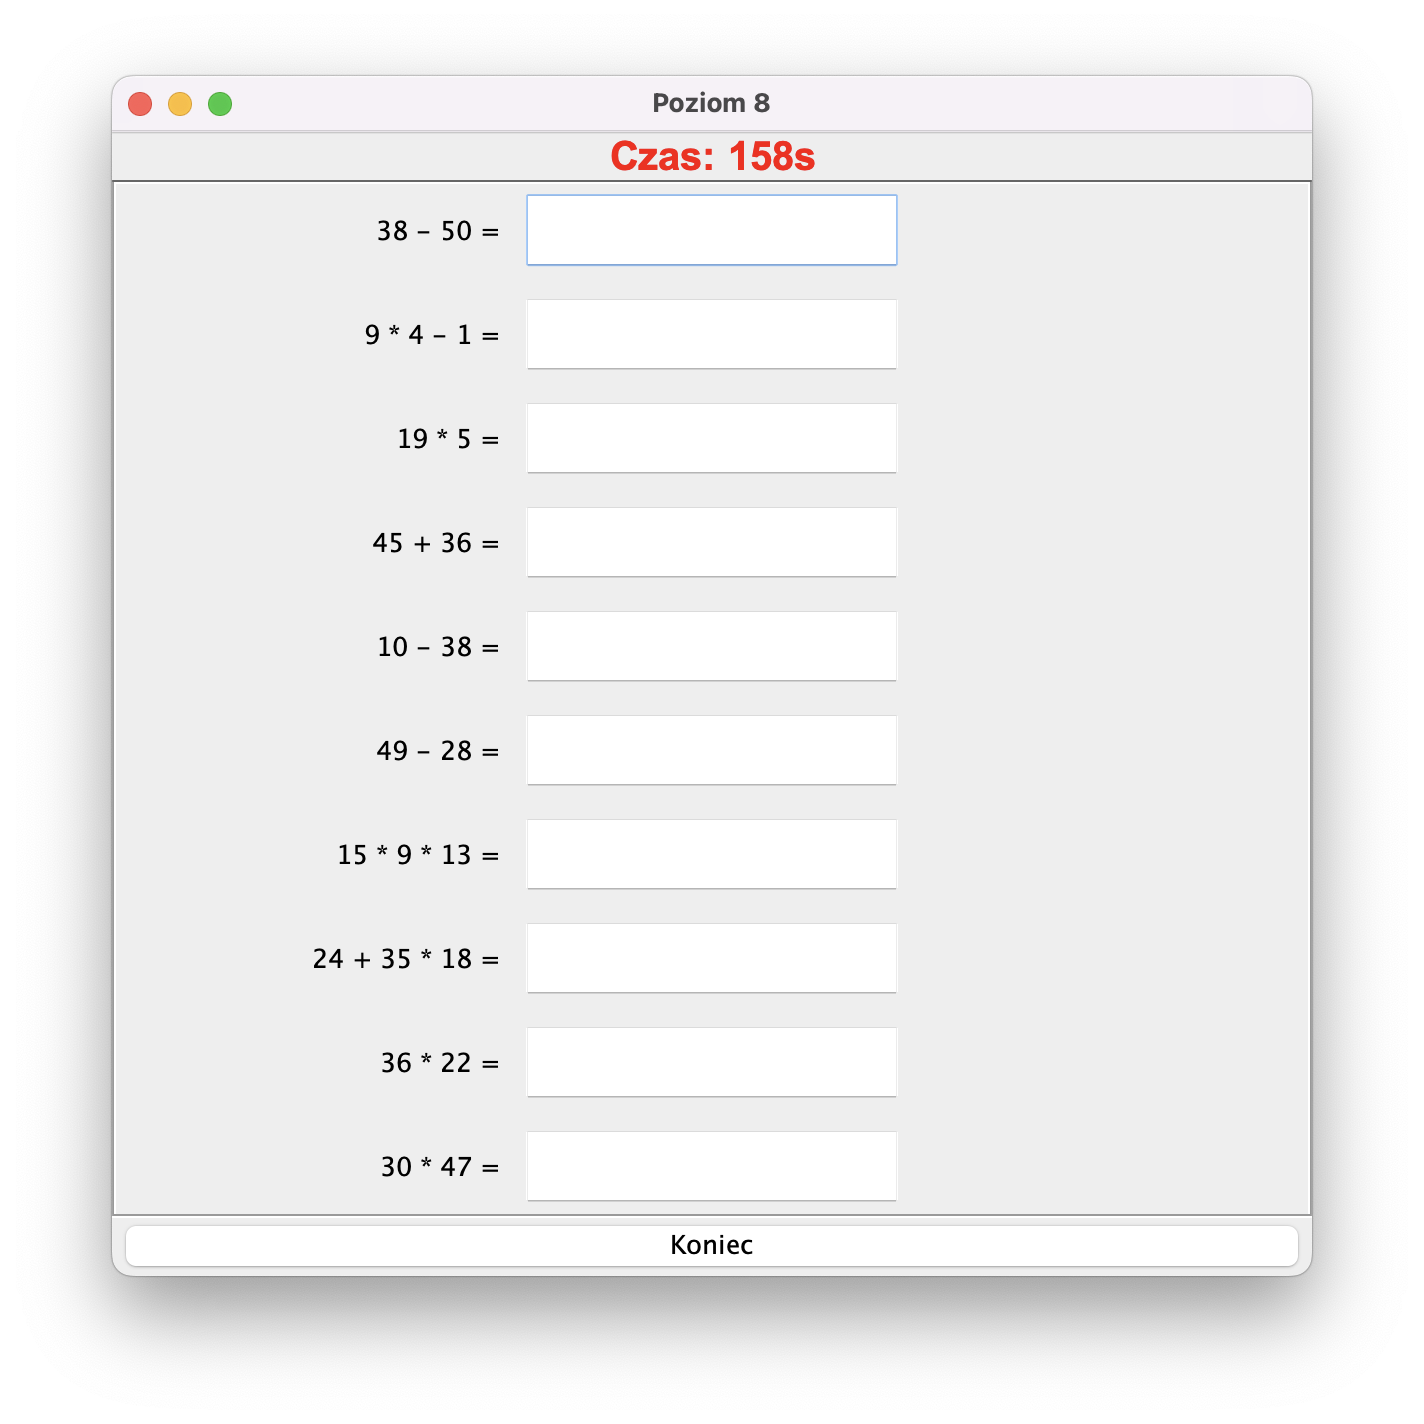 Poziom 8
Czas: 158s
38 - 50 =
9 * 4 - 1 =
19 * 5 =
45 + 36 =
10 - 38 =
49 - 28 =
15 * 9 * 13 =
24 + 35 * 18 =
36 * 22 =
30 * 47 =
Koniec